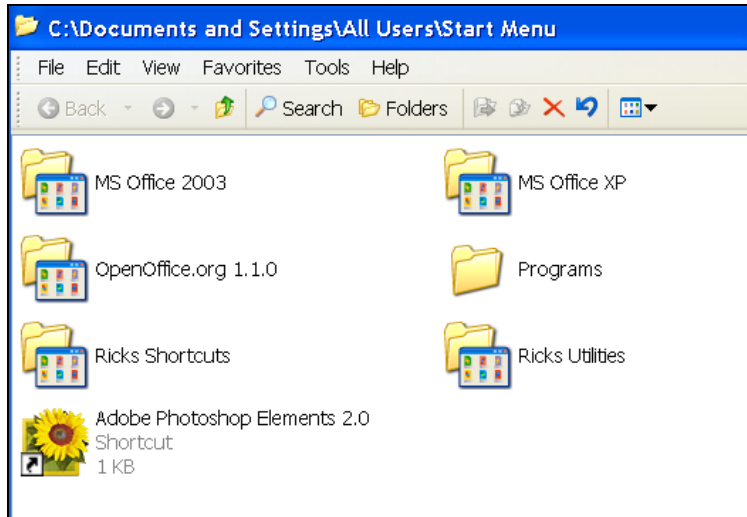 C:\Documents and Settings\All Users\Start Menu
File Edit View Favorites Tools Help
Back Search Folders
MS Office 2003
MS Office XP
OpenOffice.org 1.1.0
Programs
Ricks Shortcuts
Ricks Utilities
Adobe Photoshop Elements 2.0
Shortcut
1 KB